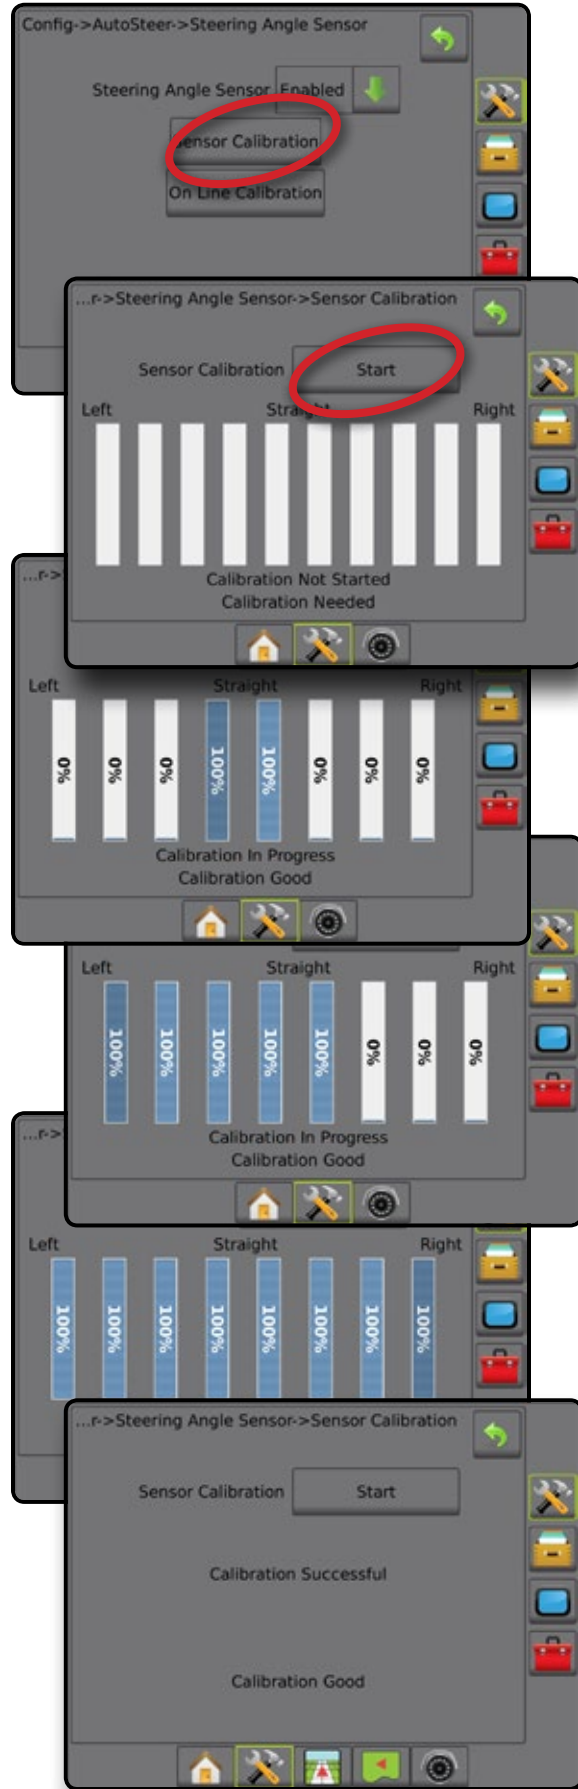 Config->AutoSteer->Steering Angle Sensor
Steering Angle Sensor Enabled
Sensor Calibration
On Line Calibration
...r->Steering Angle Sensor->Sensor Calibration
Sensor Calibration Start
Left Straight Right
Calibration Not Started
Calibration Needed
...r->
Left Straight Right
0% 0% 0% 100% 100% 0% 0% 0%
Calibration In Progress
Calibration Good
Left Straight Right
100% 100% 100% 100% 100% 0% 0% 0%
Calibration In Progress
Calibration Good
...r->
Left Straight Right
100% 100% 100% 100% 100% 100% 100% 100%
...r->Steering Angle Sensor->Sensor Calibration
Sensor Calibration Start
Calibration Successful
Calibration Good